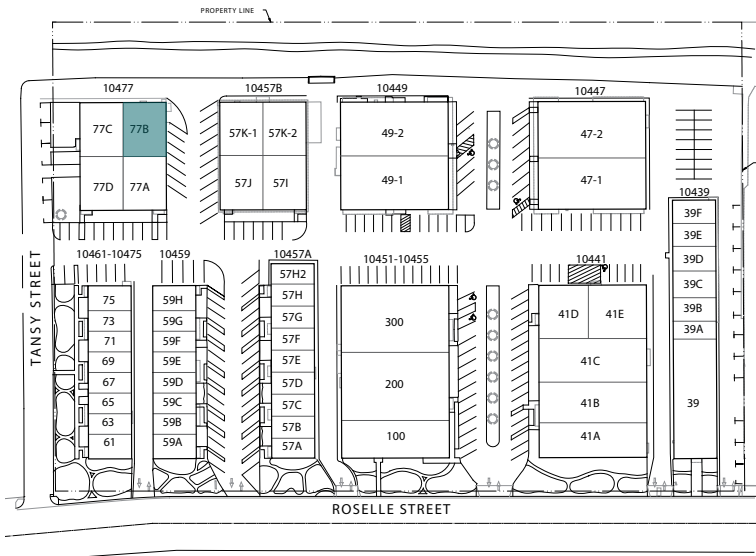 PROPERTY LINE
10477
10457B
10449
10447
77C
77B
77D
77A
57K-1
57K-2
57J
57I
49-2
49-1
47-2
47-1
10439
39F
39E
39D
39C
39B
39A
39
TANSY STREET
10461-10475
10459
10457A
10451-10455
10441
75
73
71
69
67
65
63
61
59H
59G
59F
59E
59D
59C
59B
59A
57H2
57H
57G
57F
57E
57D
57C
57B
57A
300
200
100
41D
41E
41C
41B
41A
ROSELLE STREET